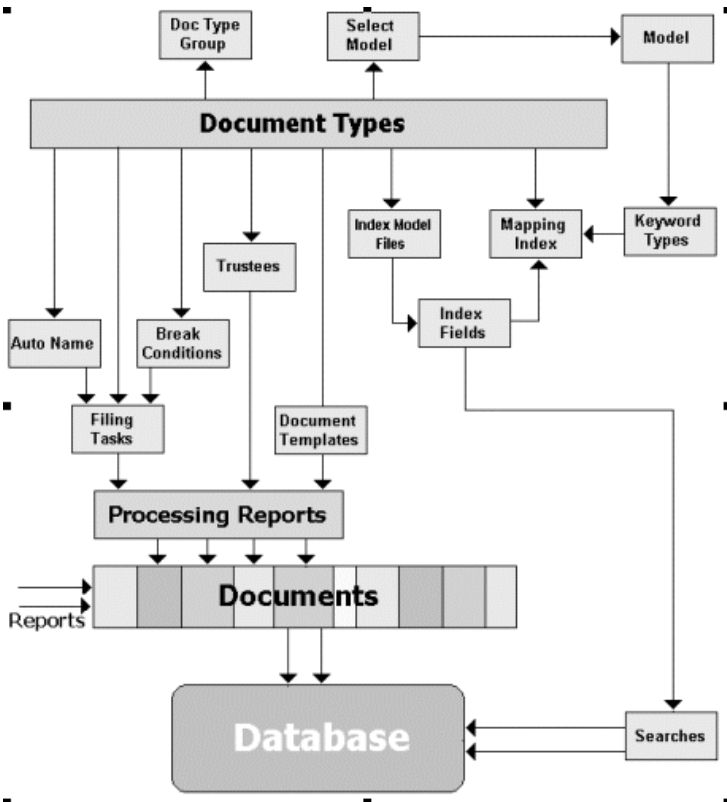 Doc Type
Group
Select
Model
Model
Document Types
Index Model
Files
Mapping
Index
Keyword
Types
Trustees
Index
Fields
Auto Name
Break
Conditions
Filing
Tasks
Document
Templates
Processing Reports
Documents
Reports
Database
Searches